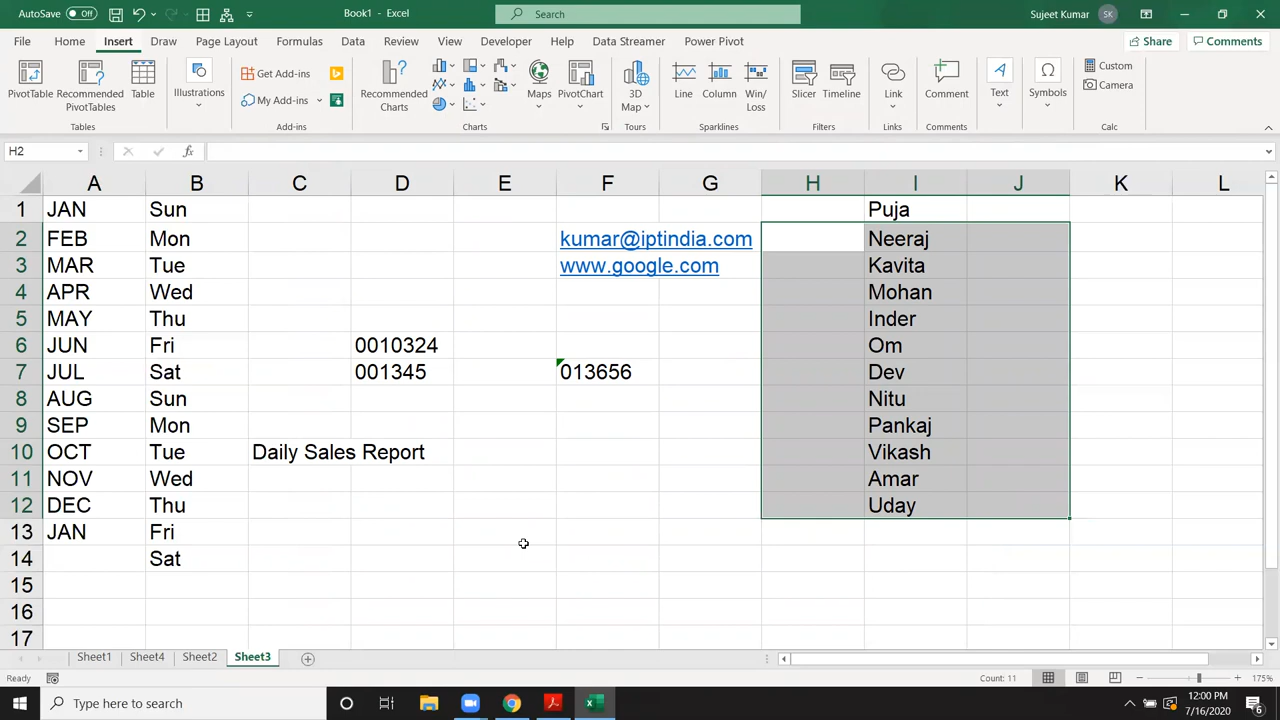 AutoSave Off Book1 - Excel Search Sujeet Kumar SK
File Home Insert Draw Page Layout Formulas Data Review View Developer Help Data Streamer Power Pivot Share Comments
PivotTable Recommended PivotTables Table Illustrations Get Add-ins My Add-ins Recommended Charts Maps PivotChart 3D Map Line Column Win/Loss Slicer Timeline Link Comment Text Symbols Custom Camera
Tables Add-ins Charts Tours Sparklines Filters Links Comments Calc
H2 fx
A B C D E F G H I J K L
1 JAN Sun Puja
2 FEB Mon kumar@iptindia.com Neeraj
3 MAR Tue www.google.com Kavita
4 APR Wed Mohan
5 MAY Thu Inder
6 JUN Fri 0010324 Om
7 JUL Sat 001345 013656 Dev
8 AUG Sun Nitu
9 SEP Mon Pankaj
10 OCT Tue Daily Sales Report Vikash
11 NOV Wed Amar
12 DEC Thu Uday
13 JAN Fri
14 Sat
15
16
17
Sheet1 Sheet4 Sheet2 Sheet3
Ready Count: 11 175%
Type here to search 12:00 PM
7/16/2020 6